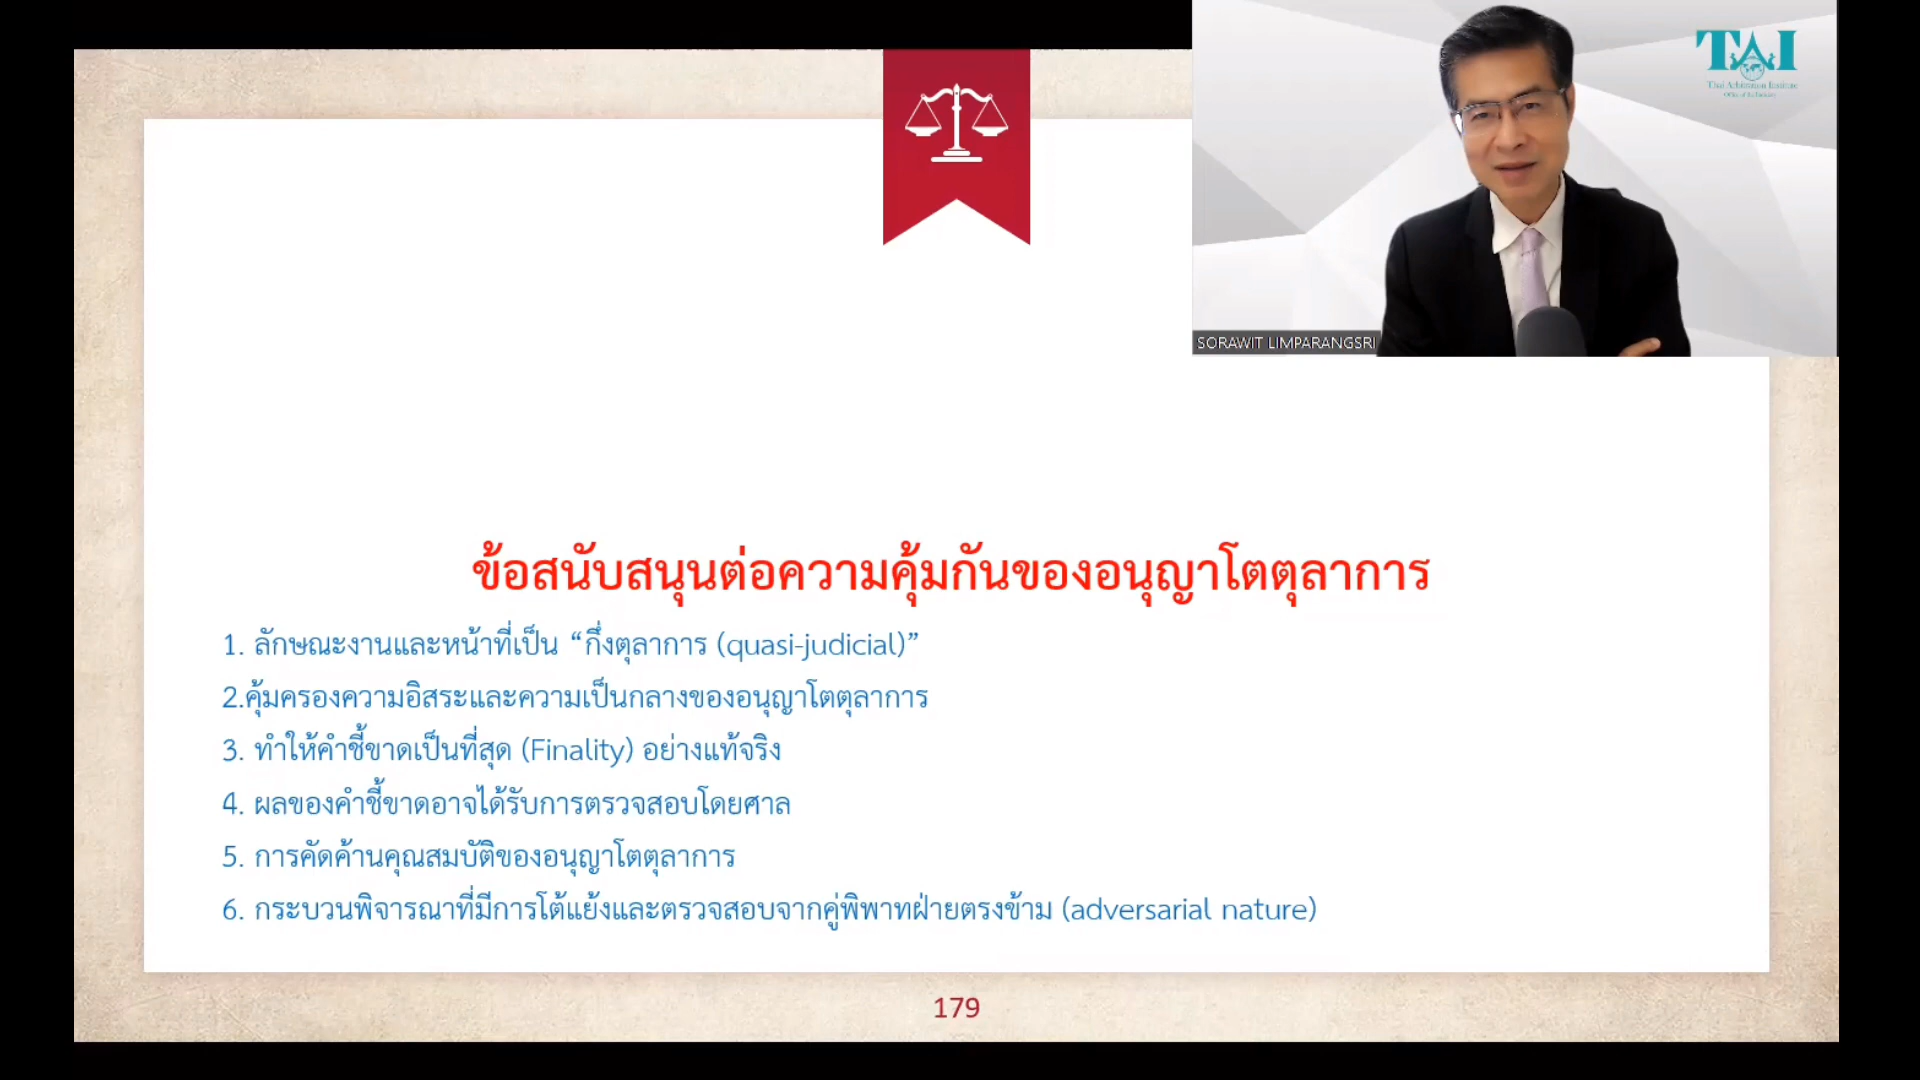 TAI
Thai Arbitration Institute
Office of the Judiciary
SORAWIT LIMPARANGSRI
ข้อสนับสนุนต่อความคุ้มกันของอนุญาโตตุลาการ
1. ลักษณะงานและหน้าที่เป็น “กึ่งตุลาการ (quasi-judicial)”
2.คุ้มครองความอิสระและความเป็นกลางของอนุญาโตตุลาการ
3. ทำให้คำชี้ขาดเป็นที่สุด (Finality) อย่างแท้จริง
4. ผลของคำชี้ขาดอาจได้รับการตรวจสอบโดยศาล
5. การคัดค้านคุณสมบัติของอนุญาโตตุลาการ
6. กระบวนพิจารณาที่มีการโต้แย้งและตรวจสอบจากคู่พิพาทฝ่ายตรงข้าม (adversarial nature)
179